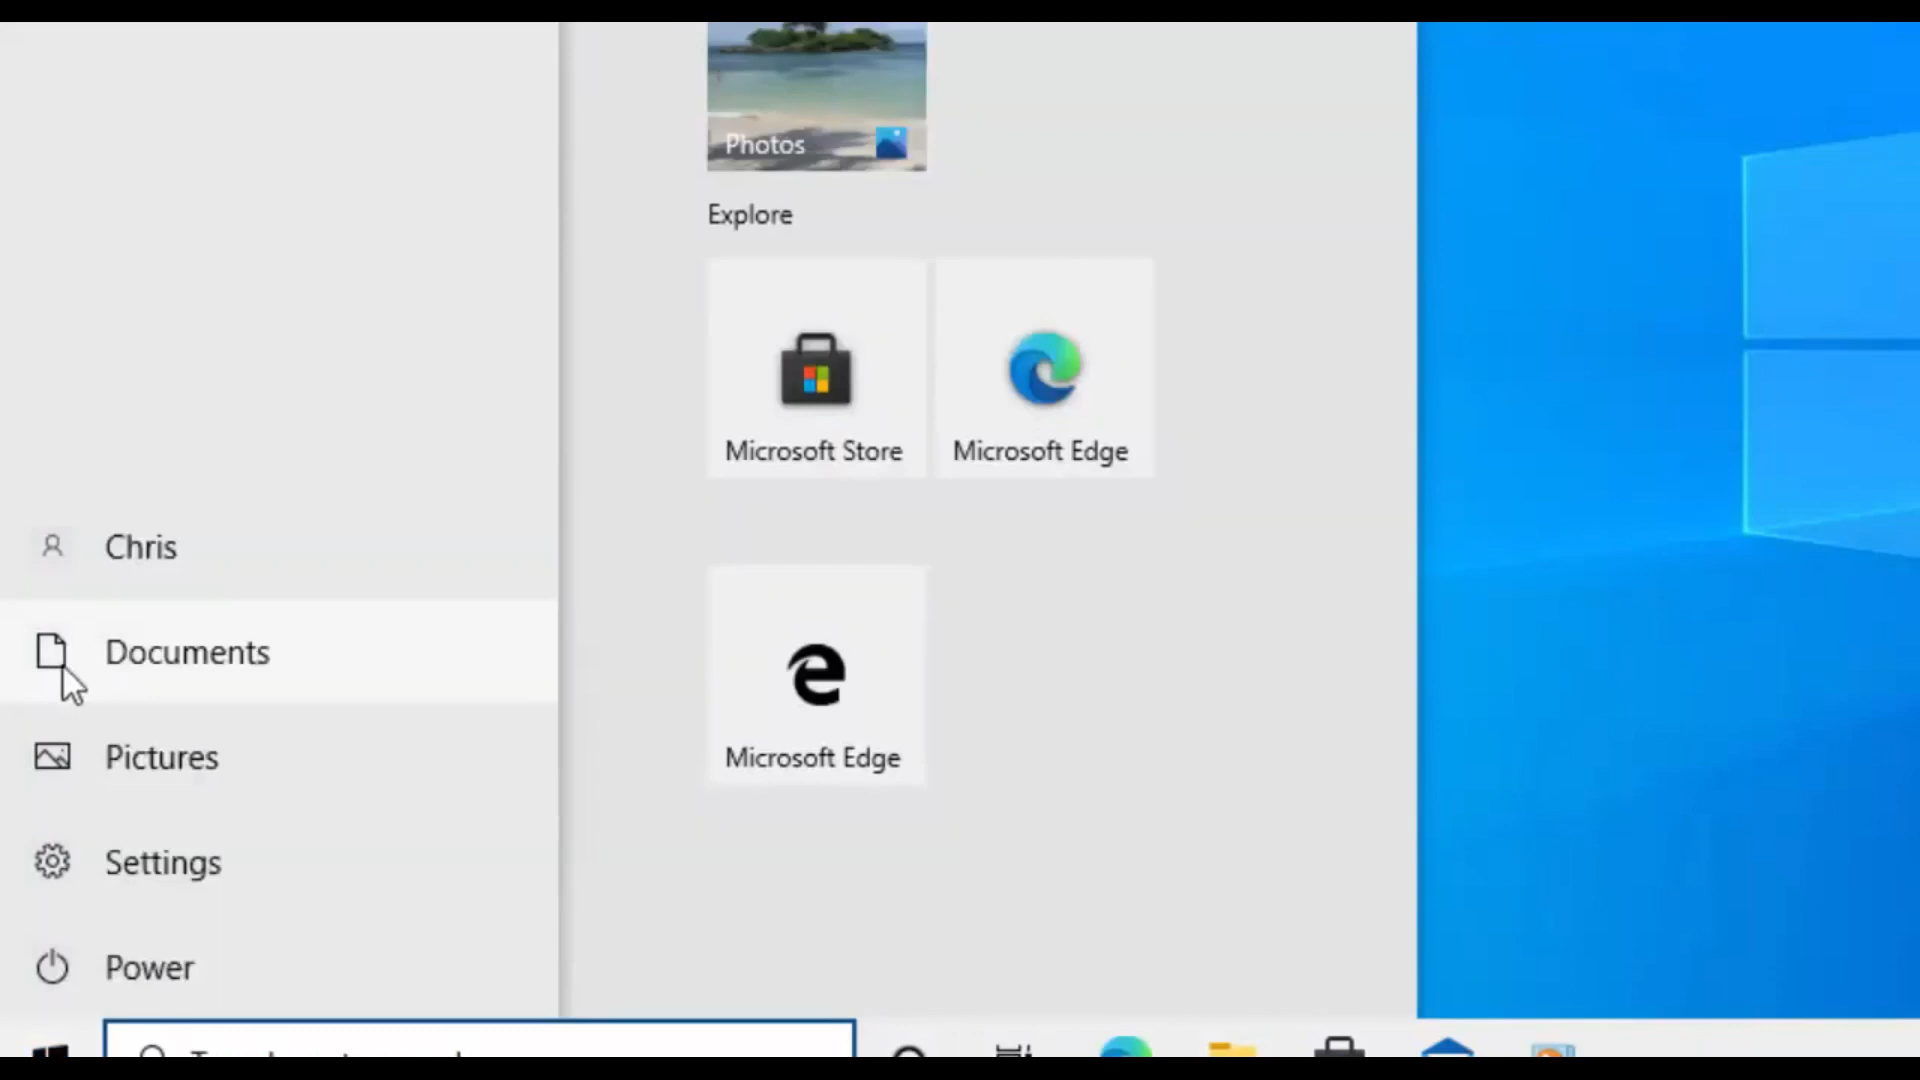 Photos
Explore
Microsoft Store
Microsoft Edge
Chris
Documents
Microsoft Edge
Pictures
Settings
Power